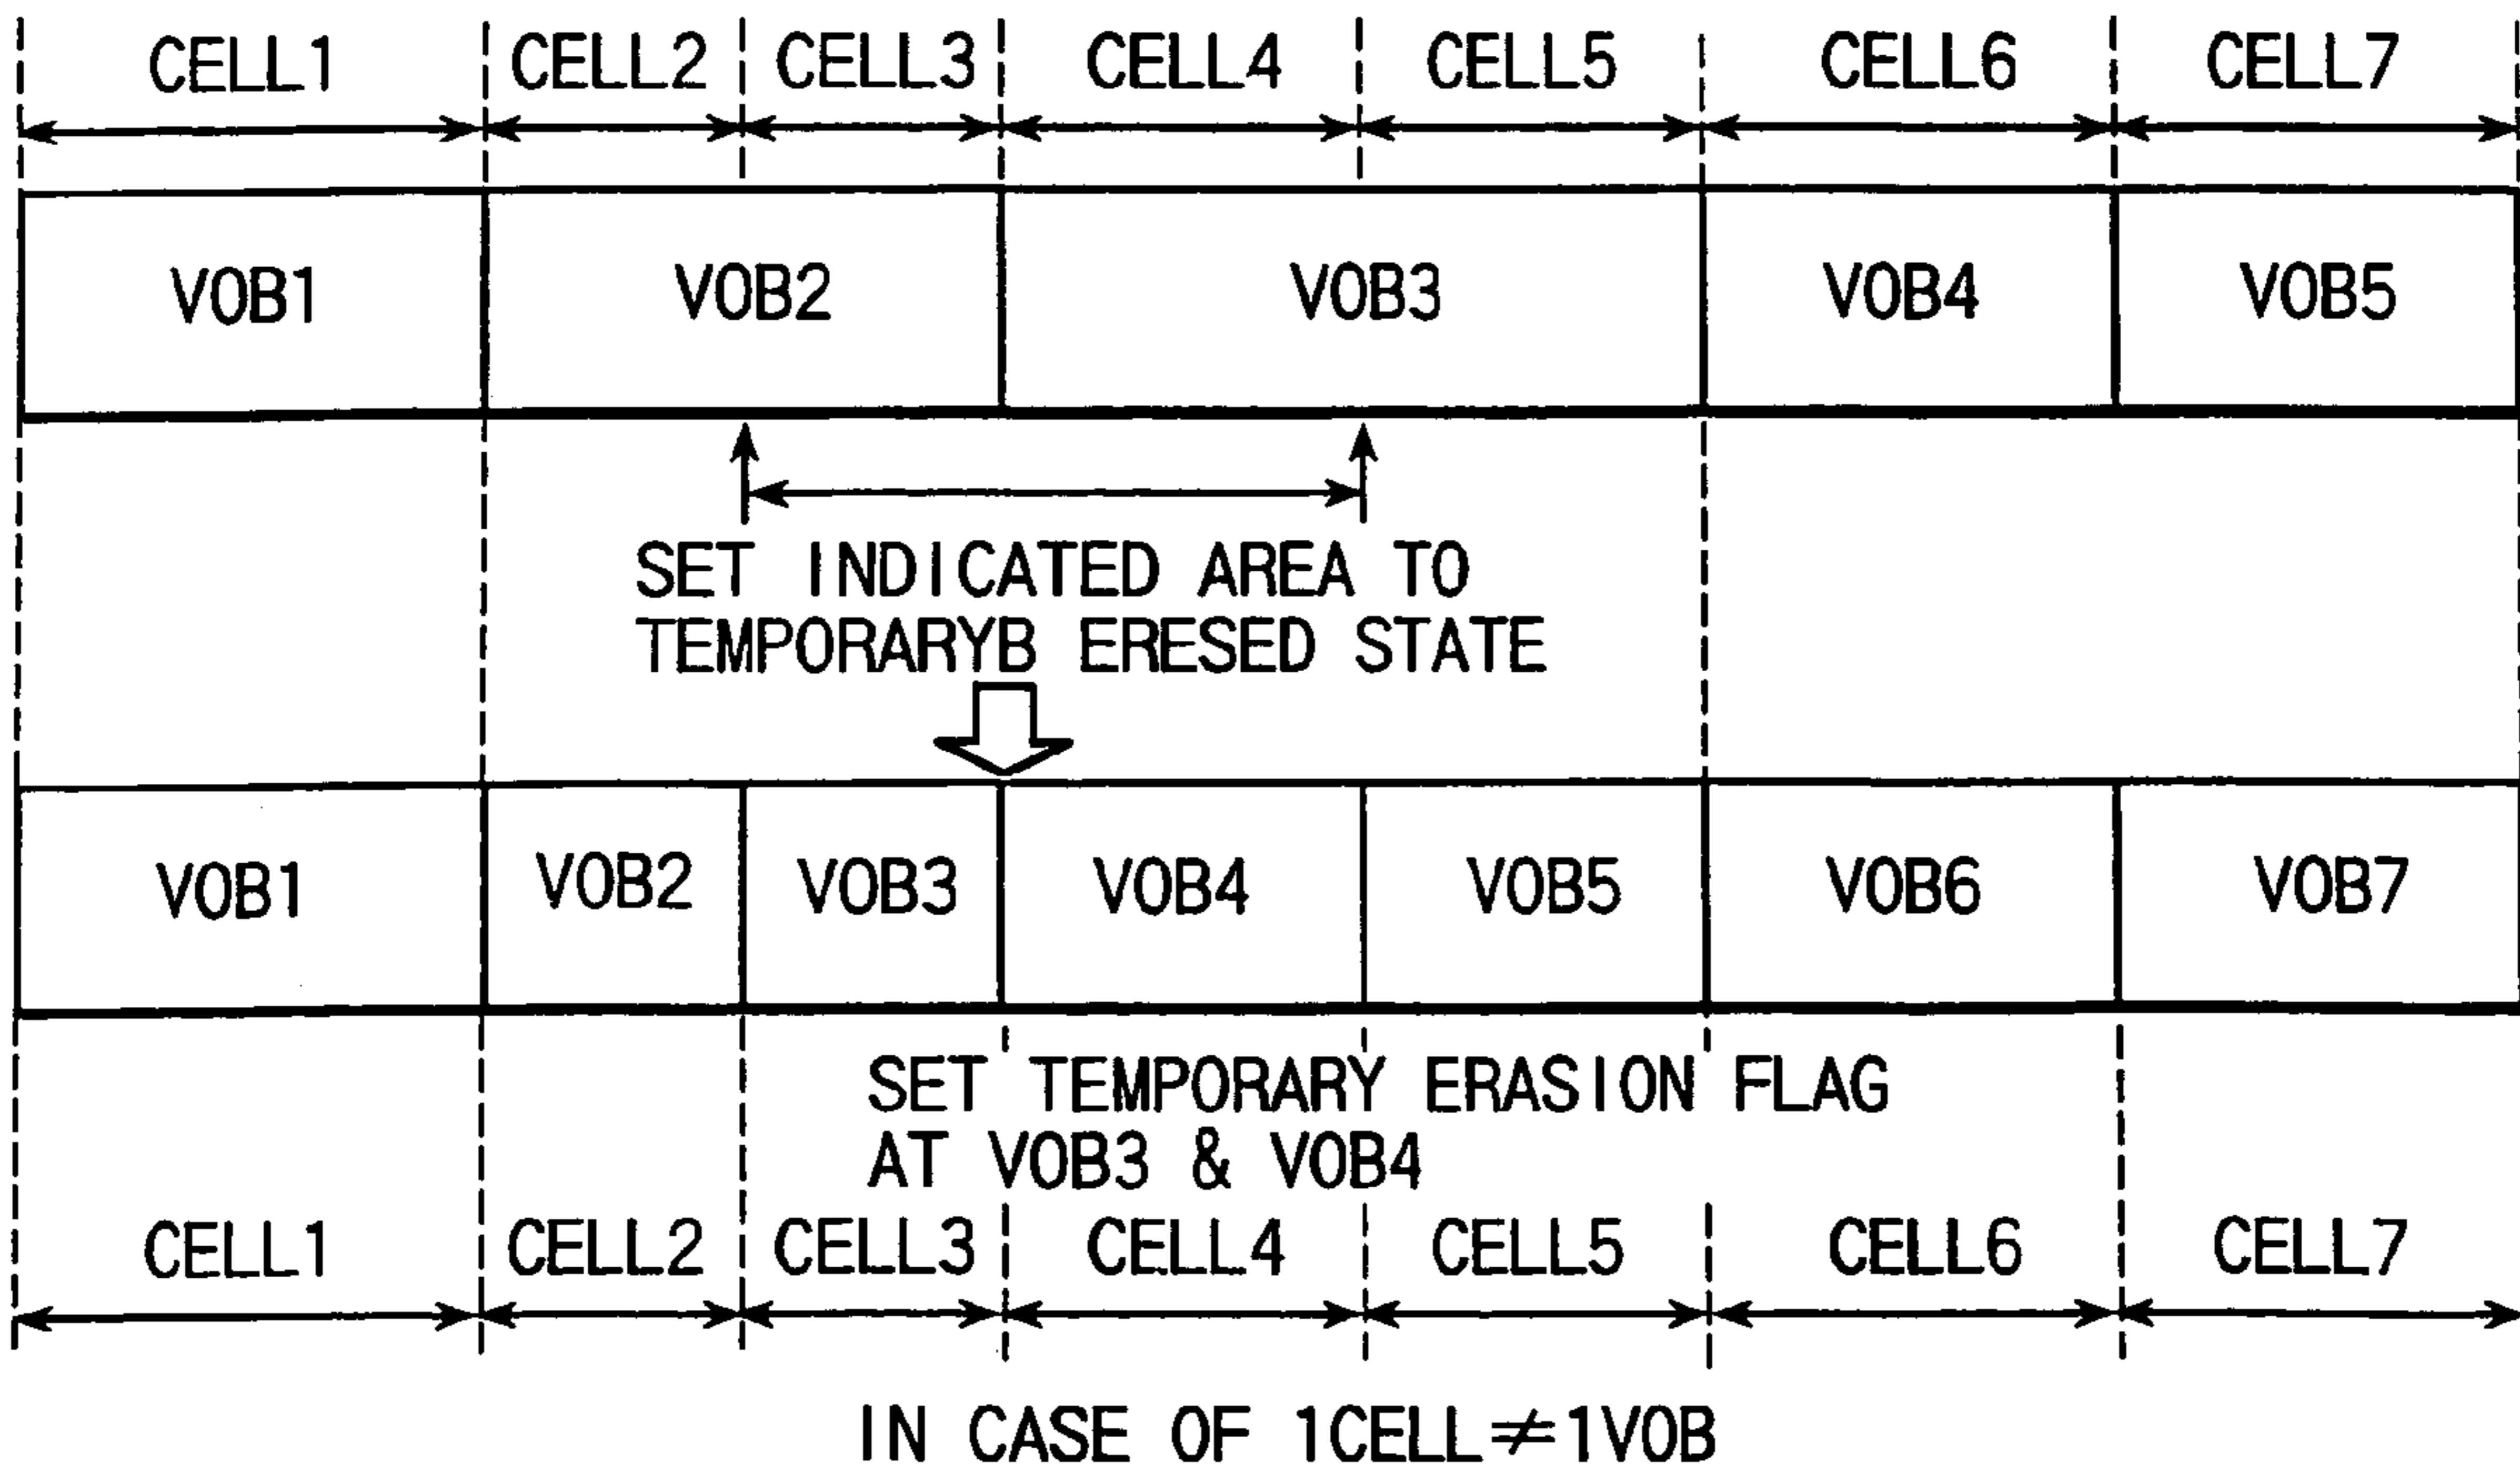 CELL1 CELL2 CELL3 CELL4 CELL5 CELL6 CELL7
VOB1 VOB2 VOB3 VOB4 VOB5
SET INDICATED AREA TO
TEMPORARYB ERESED STATE
VOB1 VOB2 VOB3 VOB4 VOB5 VOB6 VOB7
SET TEMPORARY ERASION FLAG
AT VOB3 & VOB4
CELL1 CELL2 CELL3 CELL4 CELL5 CELL6 CELL7
IN CASE OF 1CELL≠1VOB